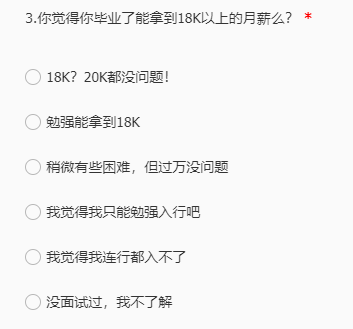 3.你觉得你毕业了能拿到18K以上的月薪么？ *
18K？20K都没问题！
勉强能拿到18K
稍微有些困难，但过万没问题
我觉得我只能勉强入行吧
我觉得我连行都入不了
没面试过，我不了解